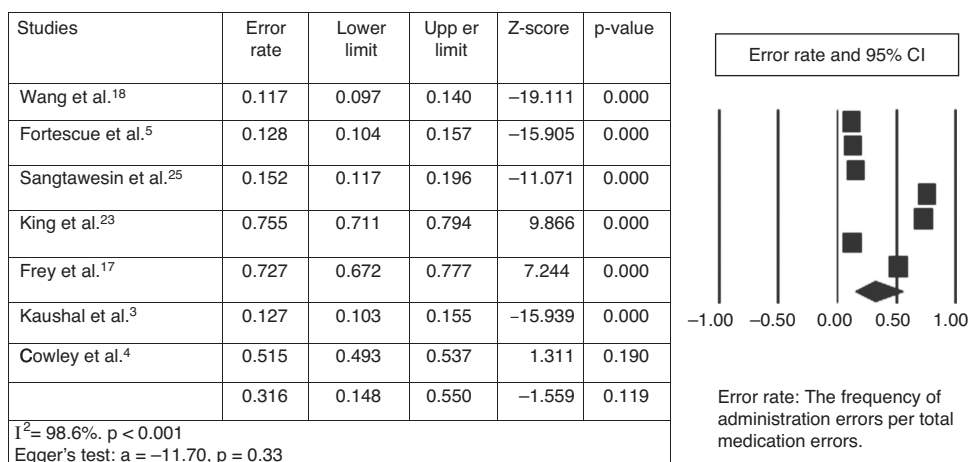 Studies Error rate Lower limit Upp er limit Z-score p-value
Wang et al.18 0.117 0.097 0.140 –19.111 0.000
Fortescue et al.5 0.128 0.104 0.157 –15.905 0.000
Sangtawesin et al.25 0.152 0.117 0.196 –11.071 0.000
King et al.23 0.755 0.711 0.794 9.866 0.000
Frey et al.17 0.727 0.672 0.777 7.244 0.000
Kaushal et al.3 0.127 0.103 0.155 –15.939 0.000
Cowley et al.4 0.515 0.493 0.537 1.311 0.190
0.316 0.148 0.550 –1.559 0.119
I2= 98.6%. p < 0.001
Egger's test: a = –11.70, p = 0.33
Error rate and 95% CI
–1.00 –0.50 0.00 0.50 1.00
Error rate: The frequency of
administration errors per total
medication errors.